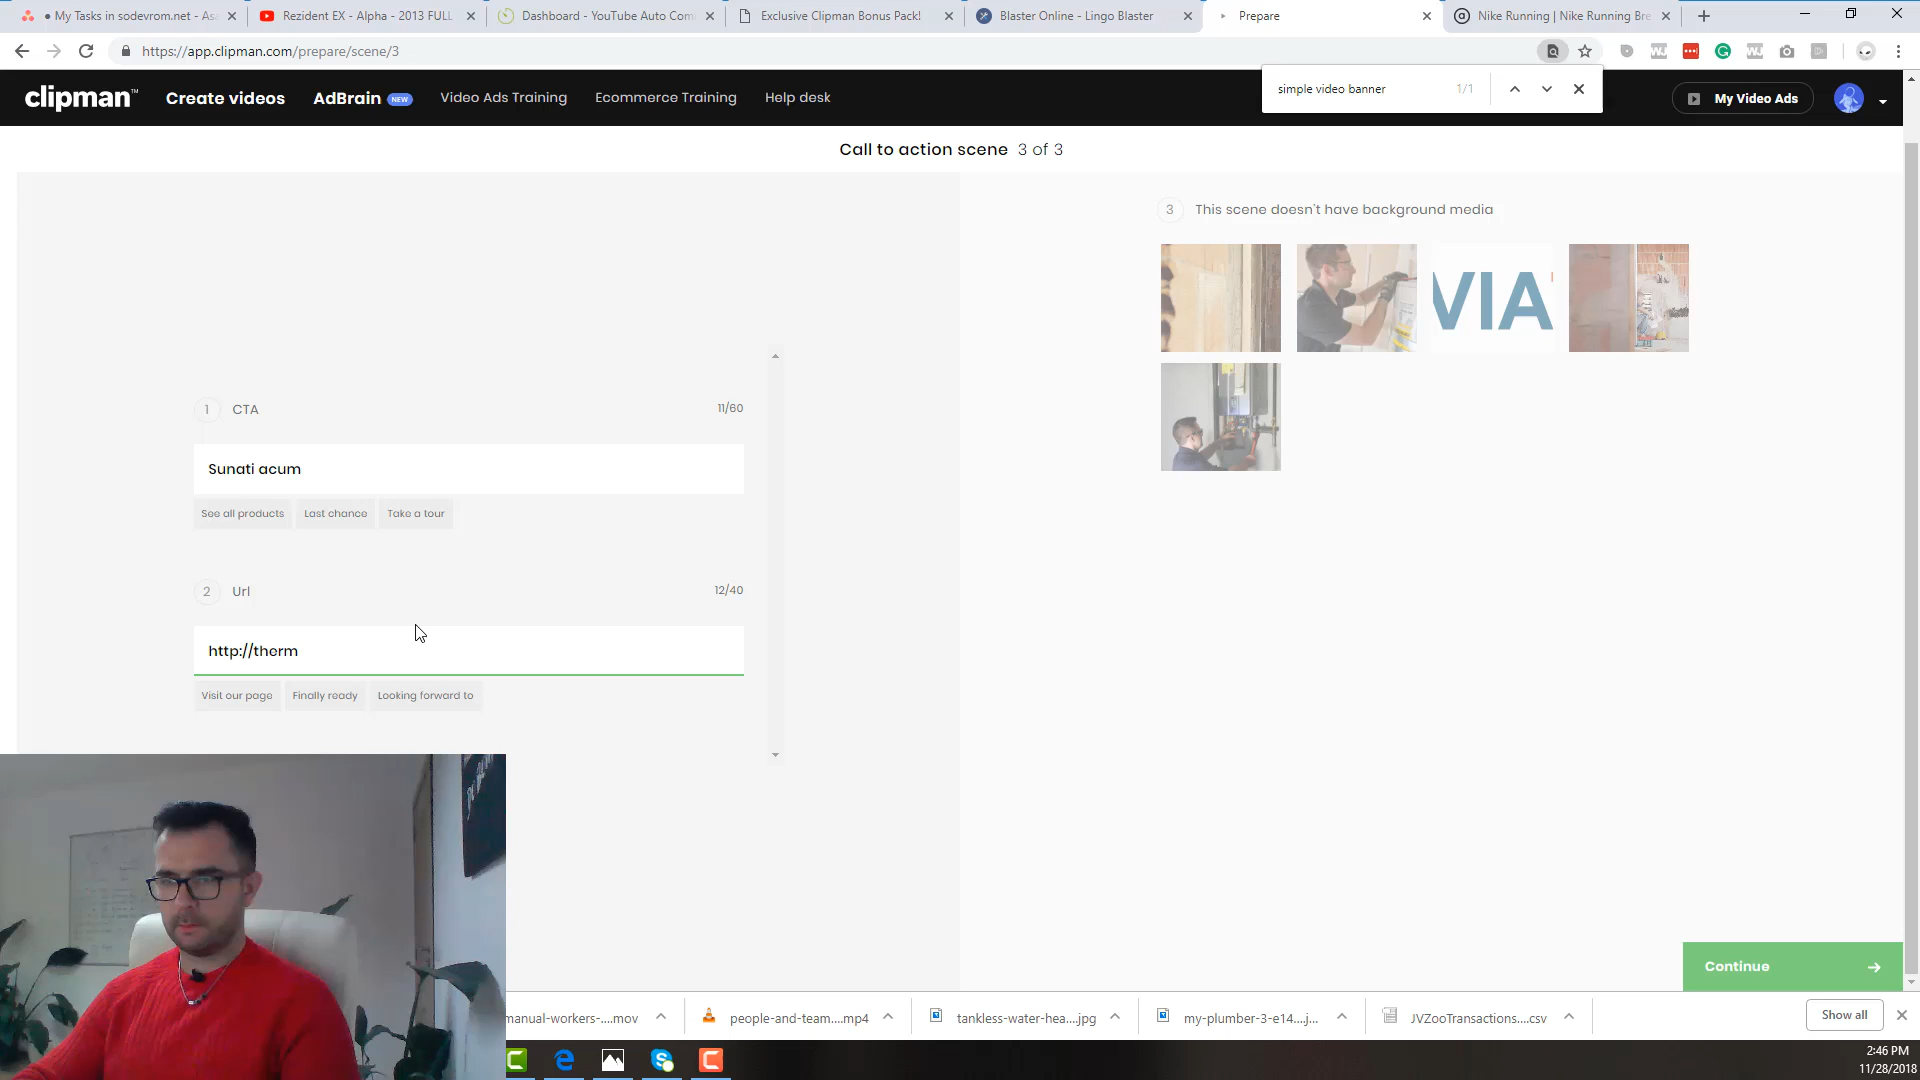 ● My Tasks in sodevrom.net - Asa
Rezident EX - Alpha - 2013 FULL
Dashboard - YouTube Auto Com
Exclusive Clipman Bonus Pack!
Blaster Online - Lingo Blaster
Prepare
Nike Running | Nike Running Bre
https://app.clipman.com/prepare/scene/3
simple video banner 1/1
clipman™
Create videos
AdBrain NEW
Video Ads Training
Ecommerce Training
Help desk
My Video Ads
Call to action scene 3 of 3
3 This scene doesn't have background media
VIA
1 CTA 11/60
Sunati acum
See all products
Last chance
Take a tour
2 Url 12/40
http://therm
Visit our page
Finally ready
Looking forward to
Continue
manual-workers-....mov
people-and-team....mp4
tankless-water-hea....jpg
my-plumber-3-e14....j...
JVZooTransactions....csv
Show all
2:46 PM
11/28/2018